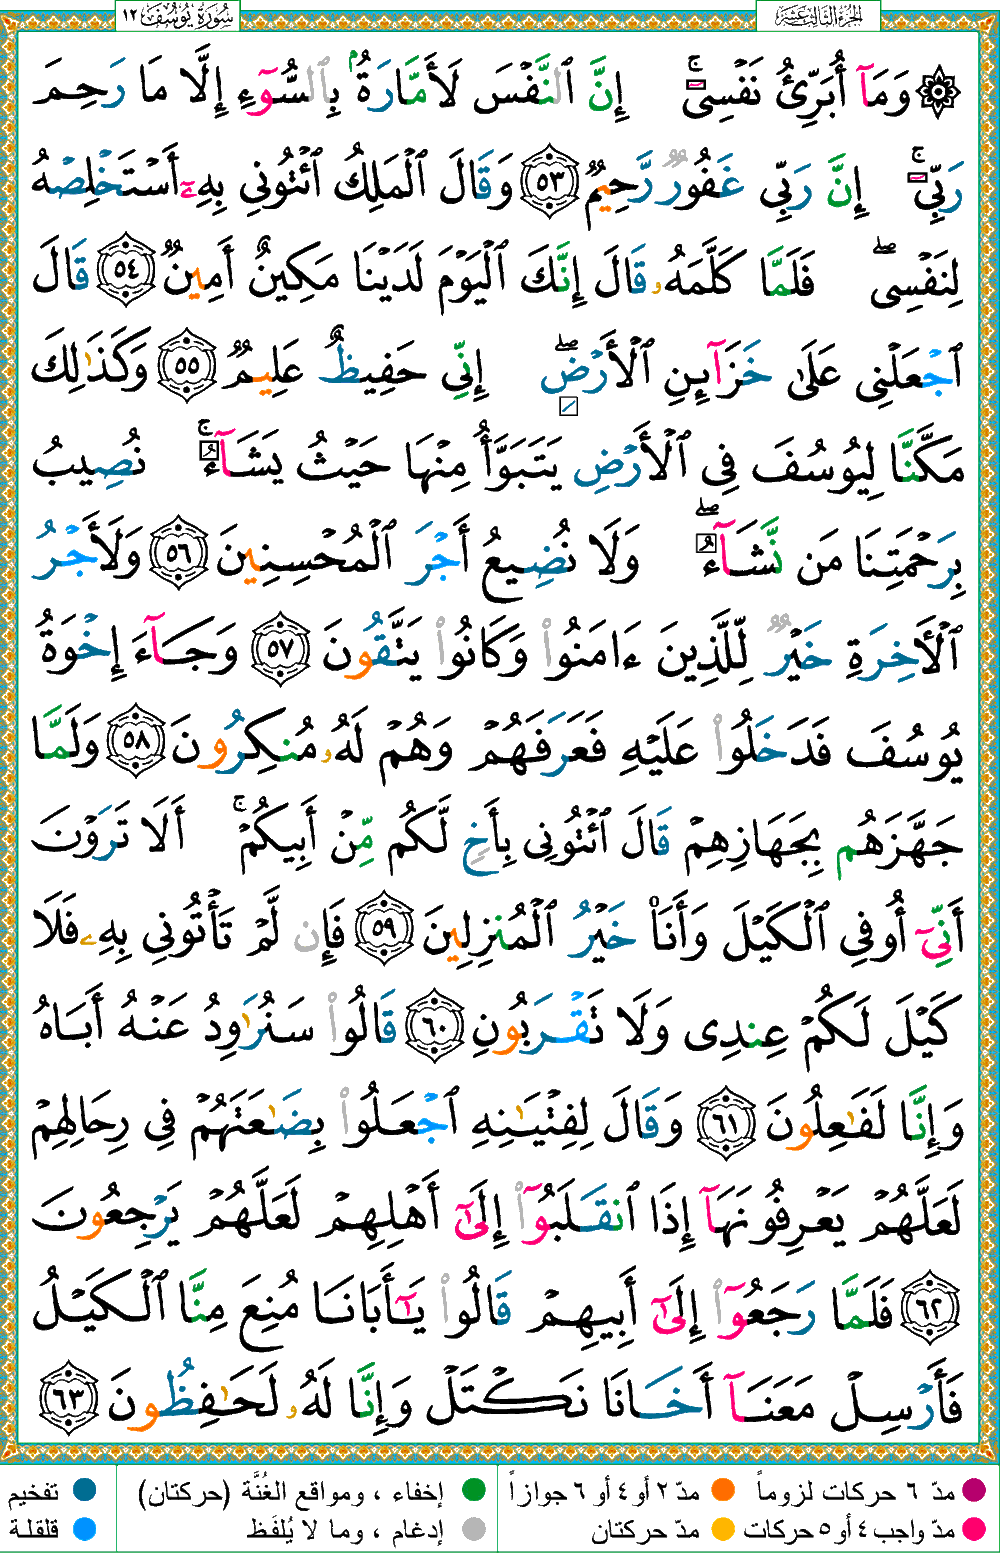 الجزء الثالث عشر
سورة يوسف ١٢
۞ وَمَآ أُبَرِّئُ نَفْسِىٓ ۚ إِنَّ ٱلنَّفْسَ لَأَمَّارَةٌۢ بِٱلسُّوٓءِ إِلَّا مَا رَحِمَ
رَبِّىٓ ۚ إِنَّ رَبِّى غَفُورٌ رَّحِيمٌ ٥٣ وَقَالَ ٱلْمَلِكُ ٱئْتُونِى بِهِۦٓ أَسْتَخْلِصْهُ
لِنَفْسِى ۖ فَلَمَّا كَلَّمَهُۥ قَالَ إِنَّكَ ٱلْيَوْمَ لَدَيْنَا مَكِينٌ أَمِينٌ ٥٤ قَالَ
ٱجْعَلْنِى عَلَىٰ خَزَآئِنِ ٱلْأَرْضِ ۖ إِنِّى حَفِيظٌ عَلِيمٌ ٥٥ وَكَذَٰلِكَ
مَكَّنَّا لِيُوسُفَ فِى ٱلْأَرْضِ يَتَبَوَّأُ مِنْهَا حَيْثُ يَشَآءُ ۚ نُصِيبُ
بِرَحْمَتِنَا مَن نَّشَآءُ ۖ وَلَا نُضِيعُ أَجْرَ ٱلْمُحْسِنِينَ ٥٦ وَلَأَجْرُ
ٱلْأَخِرَةِ خَيْرٌ لِّلَّذِينَ ءَامَنُوا۟ وَكَانُوا۟ يَتَّقُونَ ٥٧ وَجَآءَ إِخْوَةُ
يُوسُفَ فَدَخَلُوا۟ عَلَيْهِ فَعَرَفَهُمْ وَهُمْ لَهُۥ مُنكِرُونَ ٥٨ وَلَمَّا
جَهَّزَهُم بِجَهَازِهِمْ قَالَ ٱئْتُونِى بِأَخٍ لَّكُم مِّنْ أَبِيكُمْ ۚ أَلَا تَرَوْنَ
أَنِّىٓ أُوفِى ٱلْكَيْلَ وَأَنَا۠ خَيْرُ ٱلْمُنزِلِينَ ٥٩ فَإِن لَّمْ تَأْتُونِى بِهِۦ فَلَا
كَيْلَ لَكُمْ عِندِى وَلَا تَقْرَبُونِ ٦٠ قَالُوا۟ سَنُرَٰوِدُ عَنْهُ أَبَاهُ
وَإِنَّا لَفَٰعِلُونَ ٦١ وَقَالَ لِفِتْيَٰنِهِ ٱجْعَلُوا۟ بِضَٰعَتَهُمْ فِى رِحَالِهِمْ
لَعَلَّهُمْ يَعْرِفُونَهَآ إِذَا ٱنقَلَبُوٓا۟ إِلَىٰٓ أَهْلِهِمْ لَعَلَّهُمْ يَرْجِعُونَ
٦٢ فَلَمَّا رَجَعُوٓا۟ إِلَىٰٓ أَبِيهِمْ قَالُوا۟ يَـٰٓأَبَانَا مُنِعَ مِنَّا ٱلْكَيْلُ
فَأَرْسِلْ مَعَنَآ أَخَانَا نَكْتَلْ وَإِنَّا لَهُۥ لَحَٰفِظُونَ ٦٣
مدّ ٦ حركات لزوماً
مدّ ٢ أو ٤ أو ٦ جوازاً
إخفاء ، ومواقع الغُنَّة (حركتان)
تفخيم
مدّ واجب ٤ أو ٥ حركات
مدّ حركتان
إدغام ، وما لا يُلفَظ
قلقلة